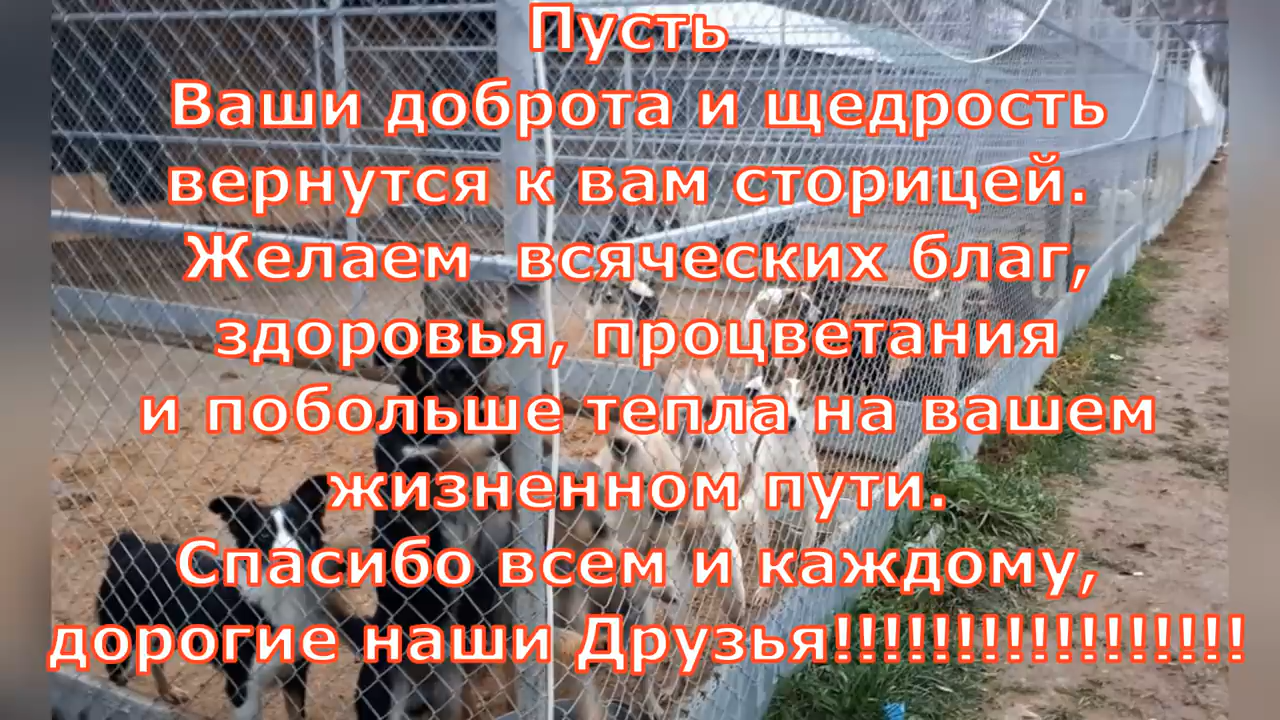 Пусть
Ваши доброта и щедрость
вернутся к вам сторицей.
Желаем всяческих благ,
здоровья, процветания
и побольше тепла на вашем
жизненном пути.
Спасибо всем и каждому,
дорогие наши Друзья!!!!!!!!!!!!!!!!!